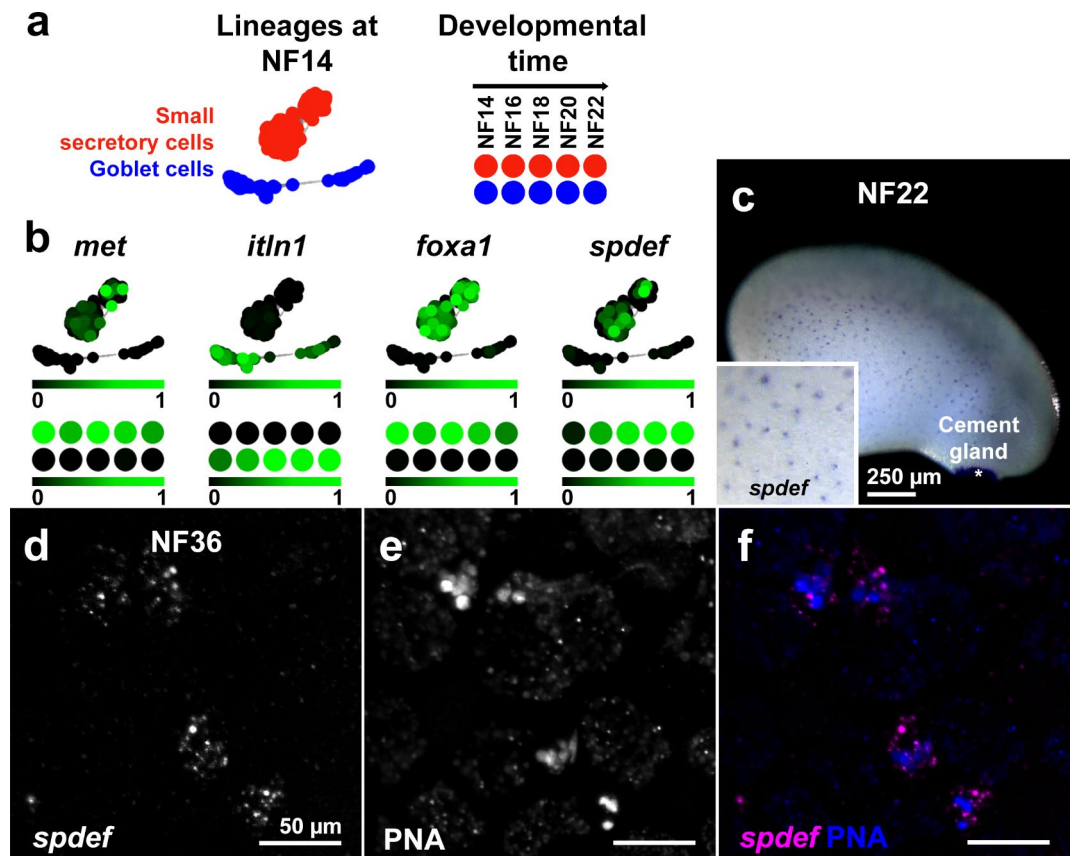 a
Lineages at
NF14
Developmental
time
Small
secretory cells
Goblet cells
NF14
NF16
NF18
NF20
NF22
b
met
itln1
foxa1
spdef
0 1
0 1
0 1
0 1
0 1
0 1
0 1
0 1
c
NF22
Cement
gland
*
250 µm
spdef
d
NF36
spdef
50 µm
e
PNA
f
spdef PNA